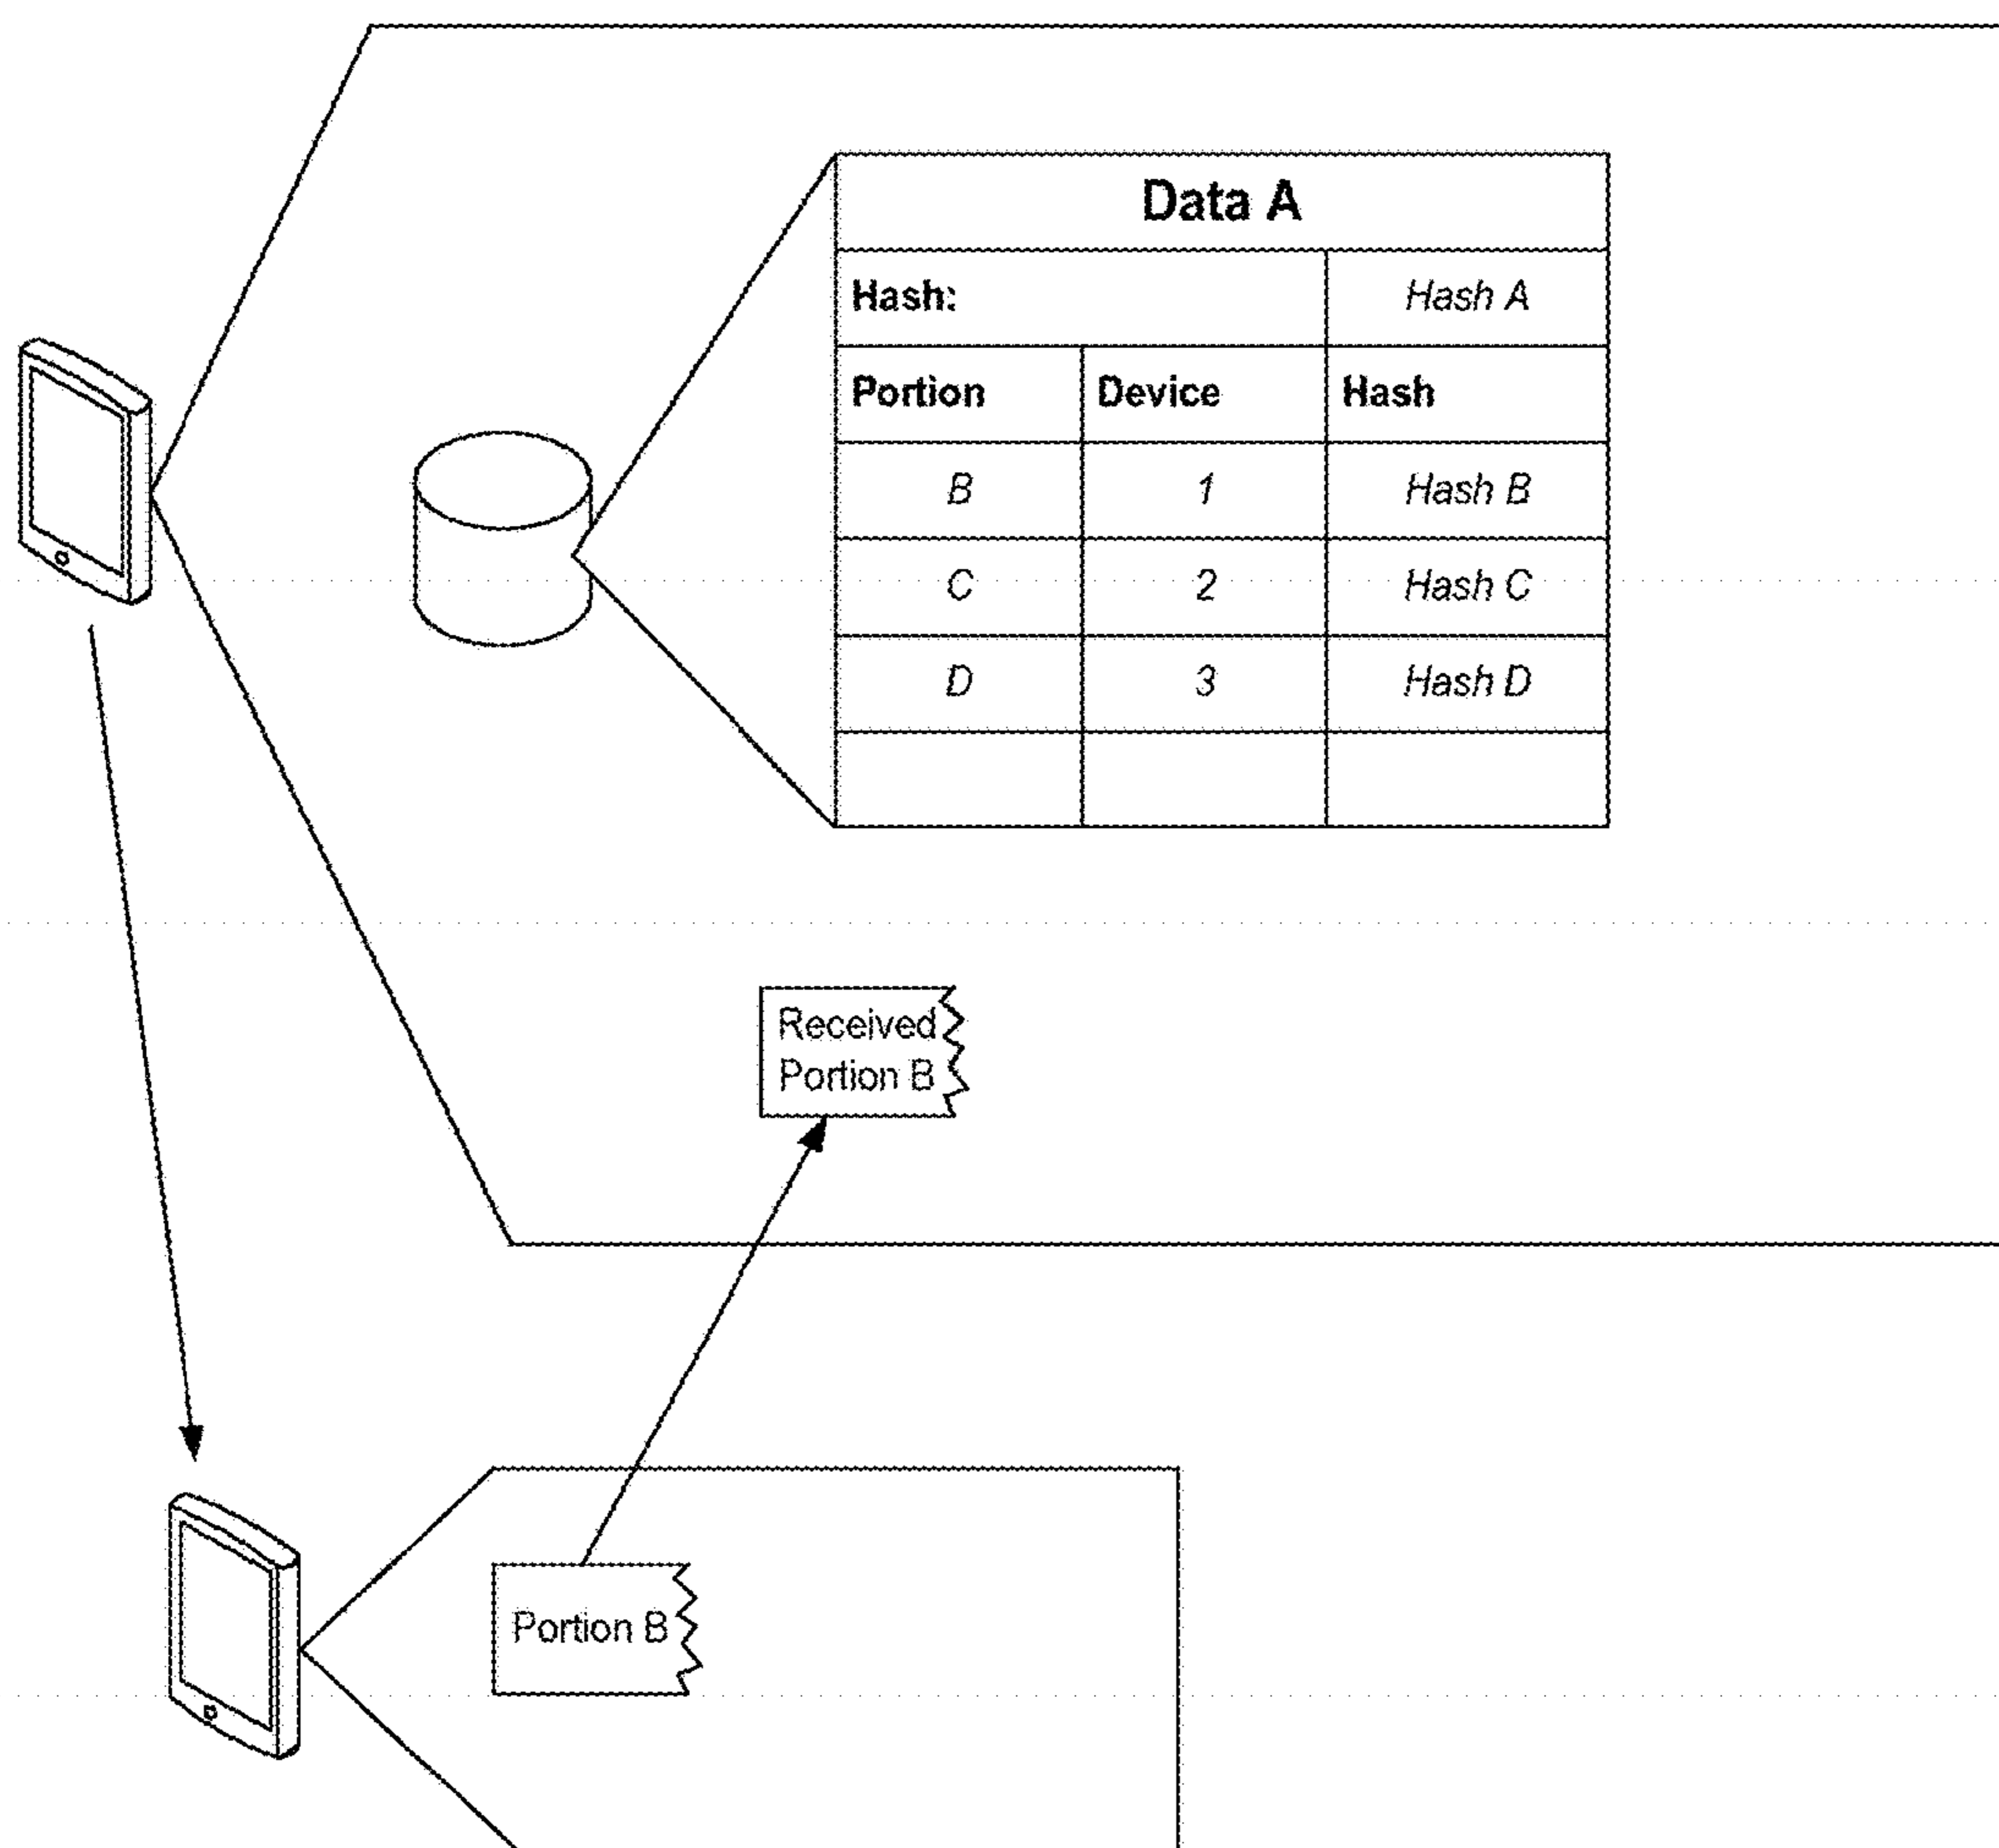 Data A
Hash: Hash A
Portion Device Hash
B 1 Hash B
C 2 Hash C
D 3 Hash D
Received
Portion B
Portion B